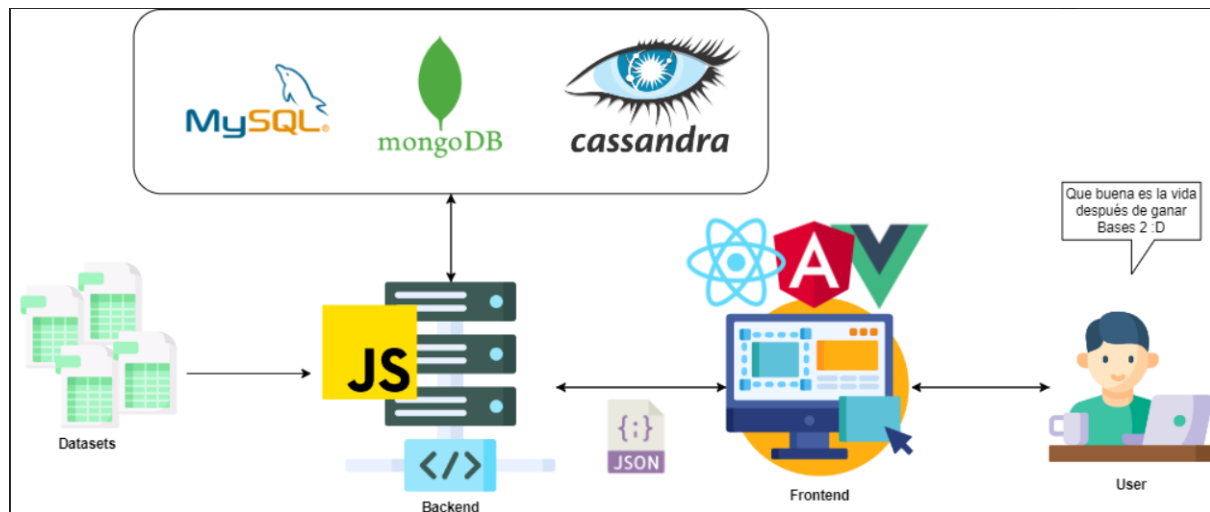 MySQL®
mongoDB
cassandra
Que buena es la vida
después de ganar
Bases 2 :D
A
JS
{;}
JSON
</>
Datasets
Backend
Frontend
User